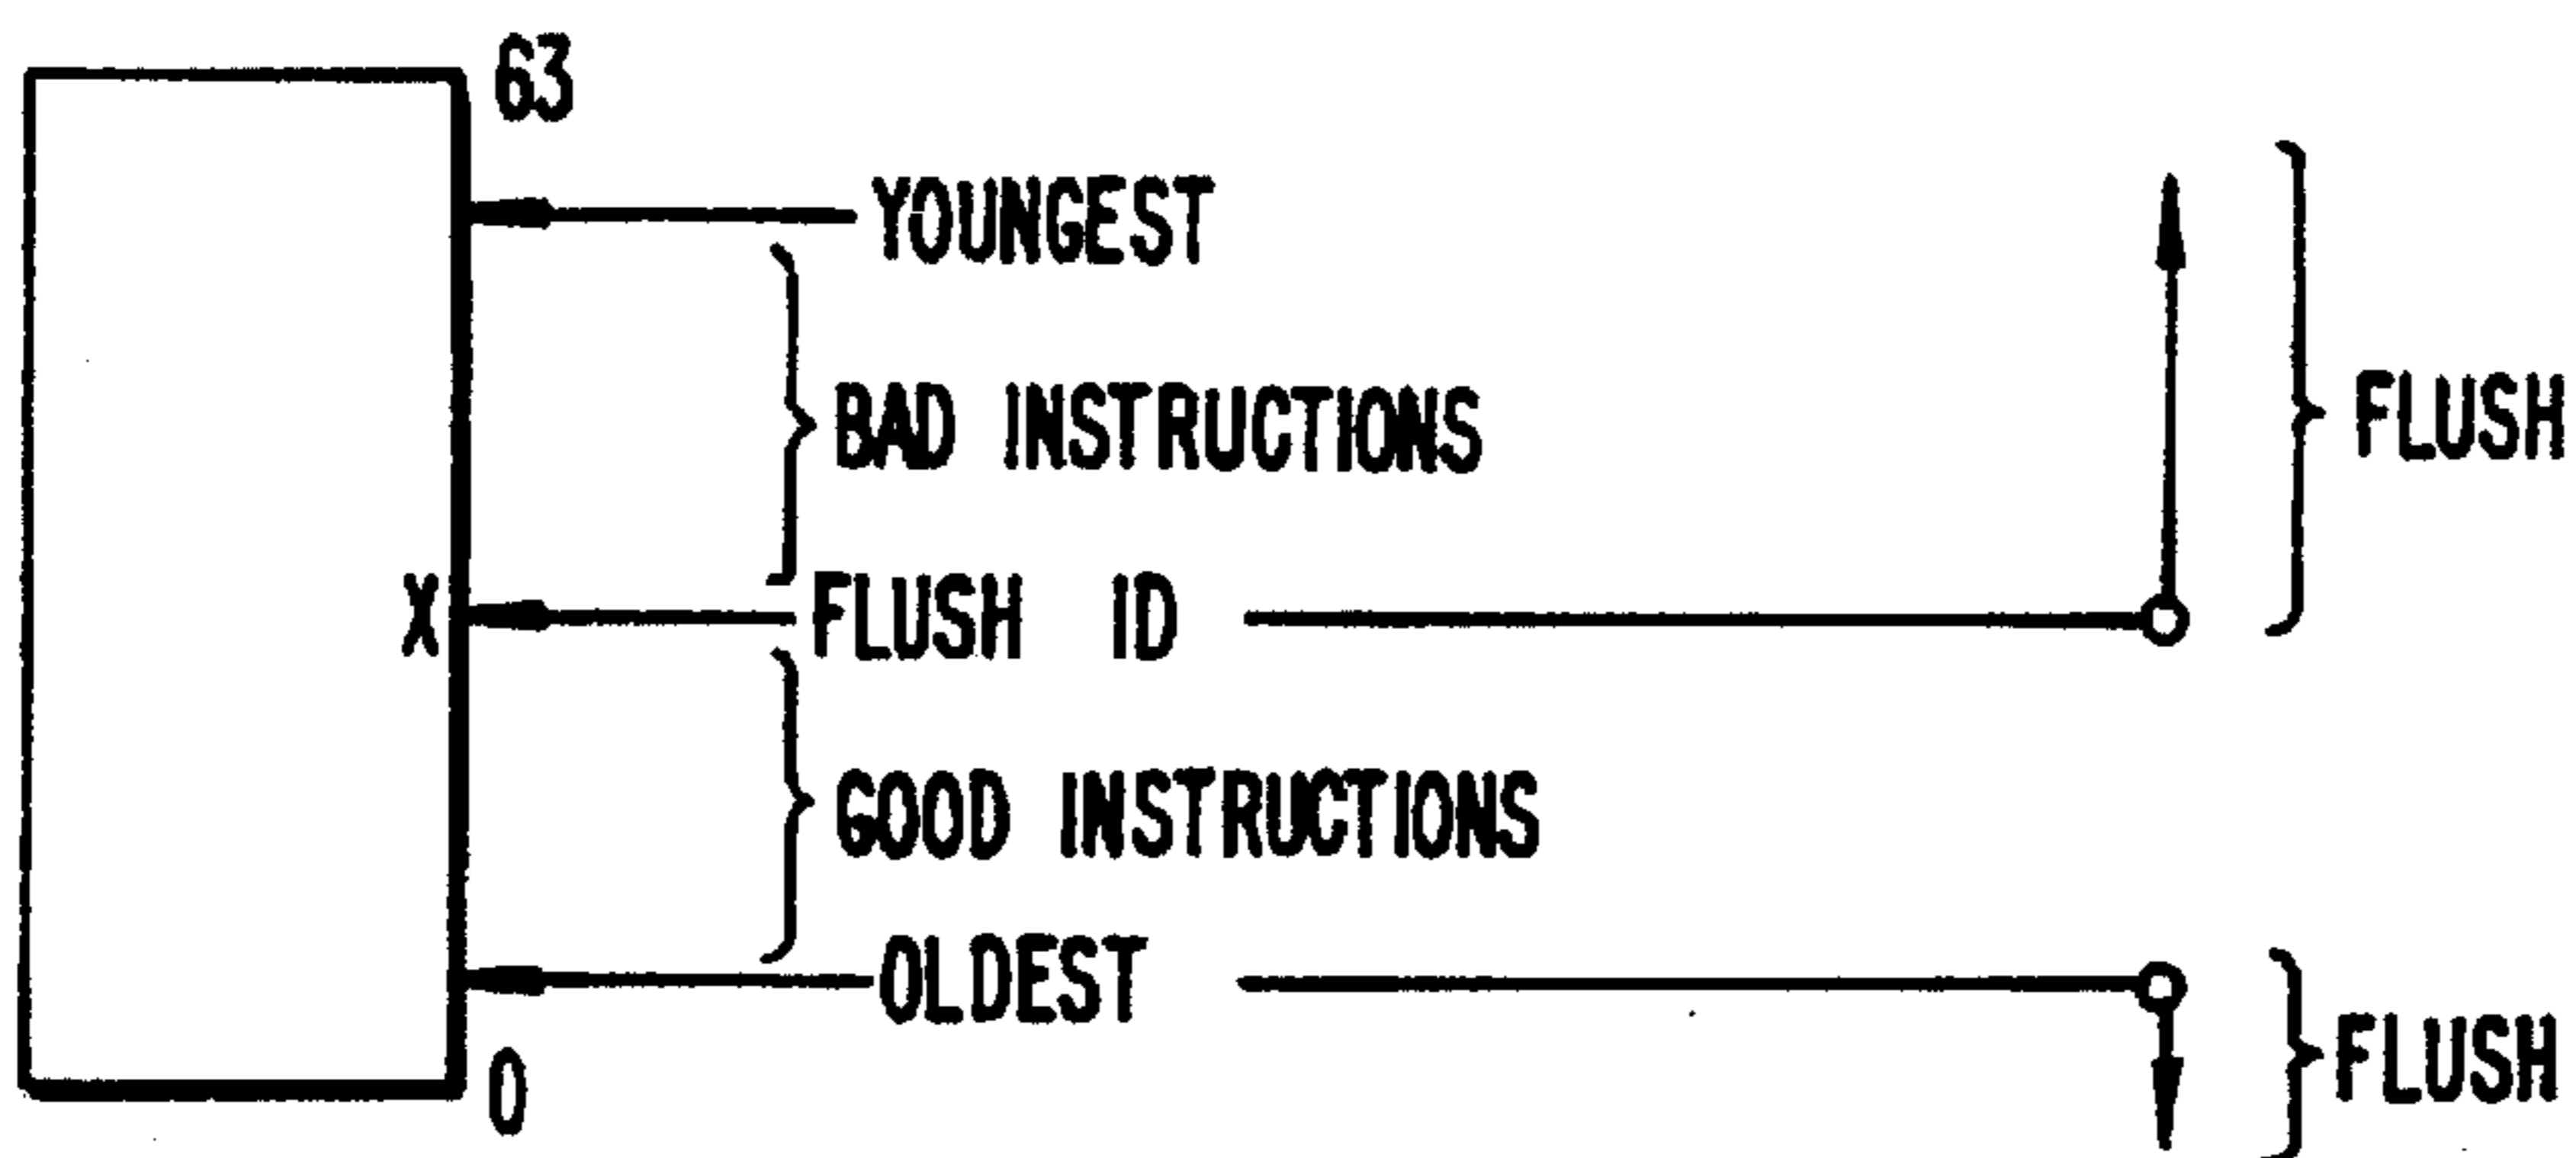 63
YOUNGEST
BAD INSTRUCTIONS
FLUSH
X
FLUSH ID
GOOD INSTRUCTIONS
OLDEST
FLUSH
0